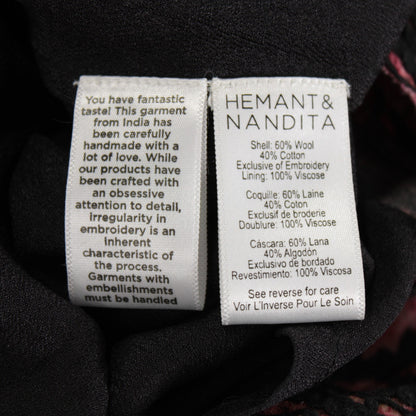 You have fantastic
taste! This garment
from India has
been carefully
handmade with a
lot of love. While
our products have
been crafted with
an obsessive
attention to detail,
irregularity in
embroidery is an
inherent
characteristic of
the process.
Garments with
embellishments
must be handled
HEMANT &
NANDITA
Shell: 60% Wool
40% Cotton
Exclusive of Embroidery
Lining: 100% Viscose
Coquille: 60% Laine
40% Coton
Exclusif de broderie
Doublure: 100% Viscose
Cáscara: 60% Lana
40% Algodón
Exclusivo de bordado
Revestimiento: 100% Viscosa
See reverse for care
Voir L'Inverse Pour Le Soin